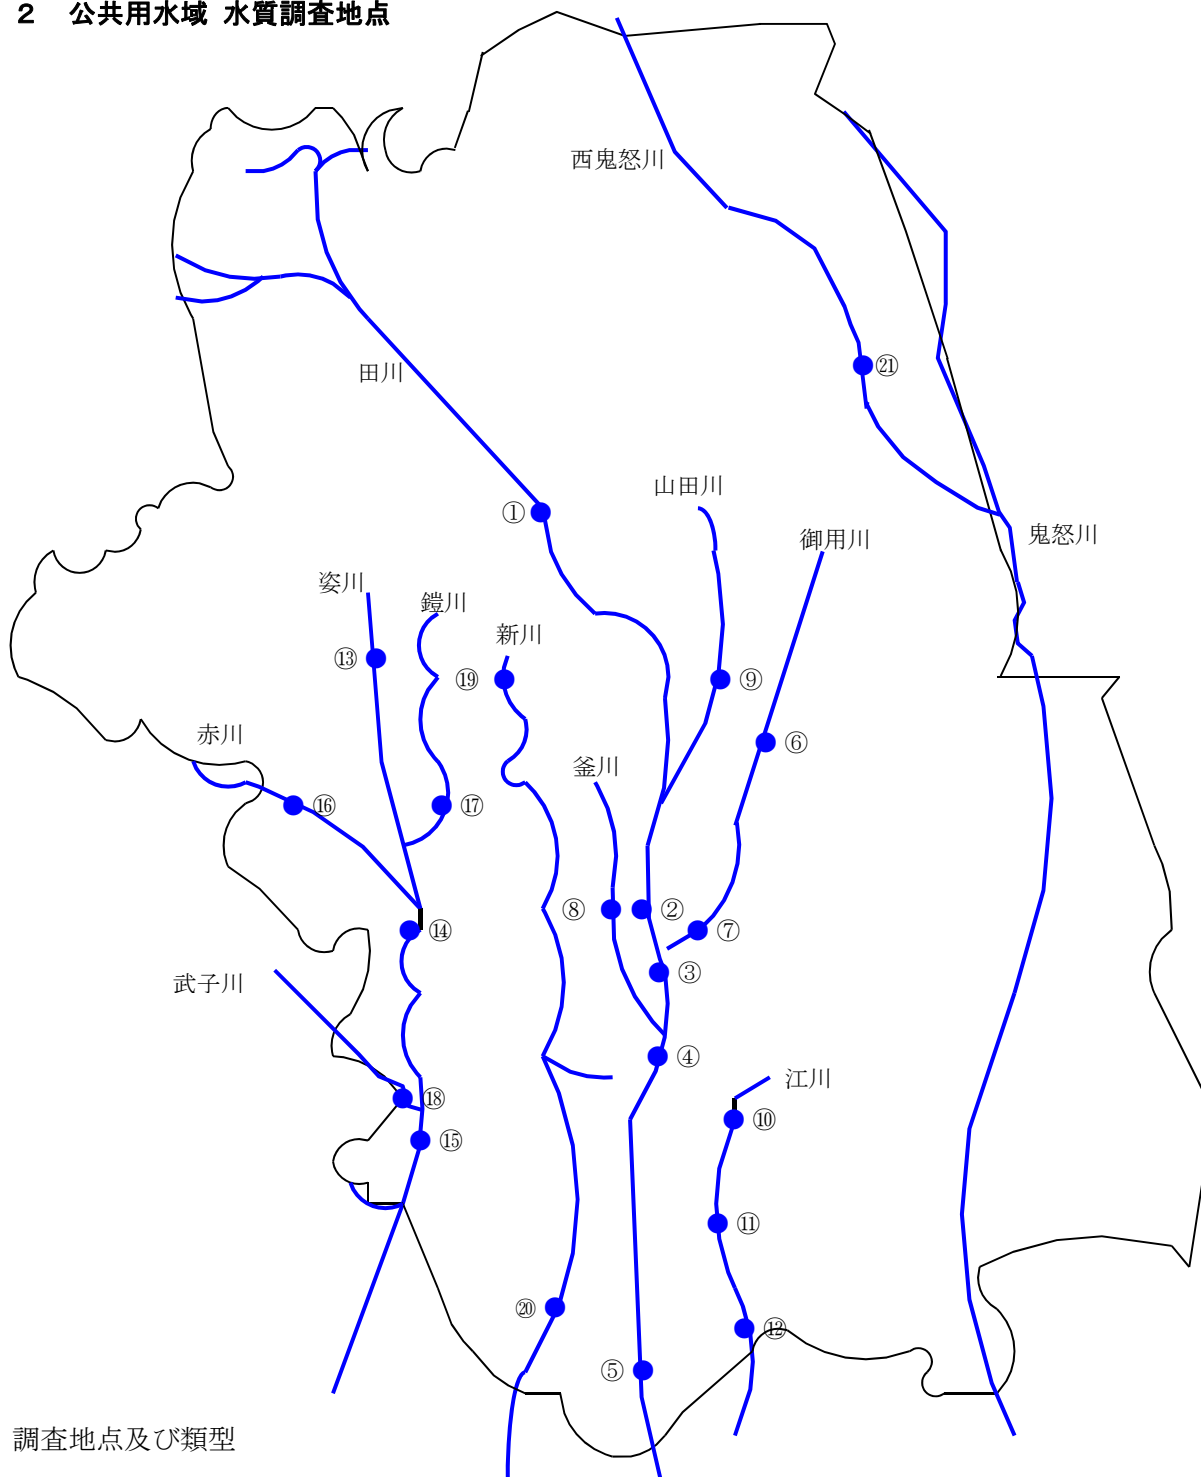 ２　公共用水域 水質調査地点
西鬼怒川
㉑
田川
山田川
①
御用川
鬼怒川
姿川
鎧川
新川
⑬
⑲
⑨
赤川
⑥
釜川
⑯
⑰
⑧
②
⑭
⑦
武子川
③
④
江川
⑱
⑩
⑮
⑪
⑳
⑫
⑤
調査地点及び類型